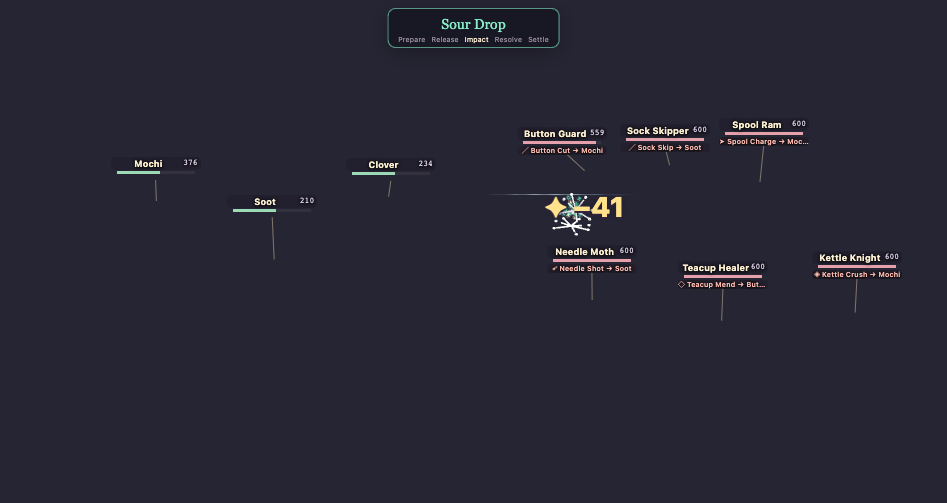 Sour Drop
Prepare Release Impact Resolve Settle
Mochi 376
Soot 210
Clover 234
Button Guard 559
Button Cut → Mochi
Sock Skipper 600
Sock Skip → Soot
Spool Ram 600
Spool Charge → Moc...
−41
Needle Moth 600
Needle Shot → Soot
Teacup Healer 600
Teacup Mend → But...
Kettle Knight 600
Kettle Crush → Mochi